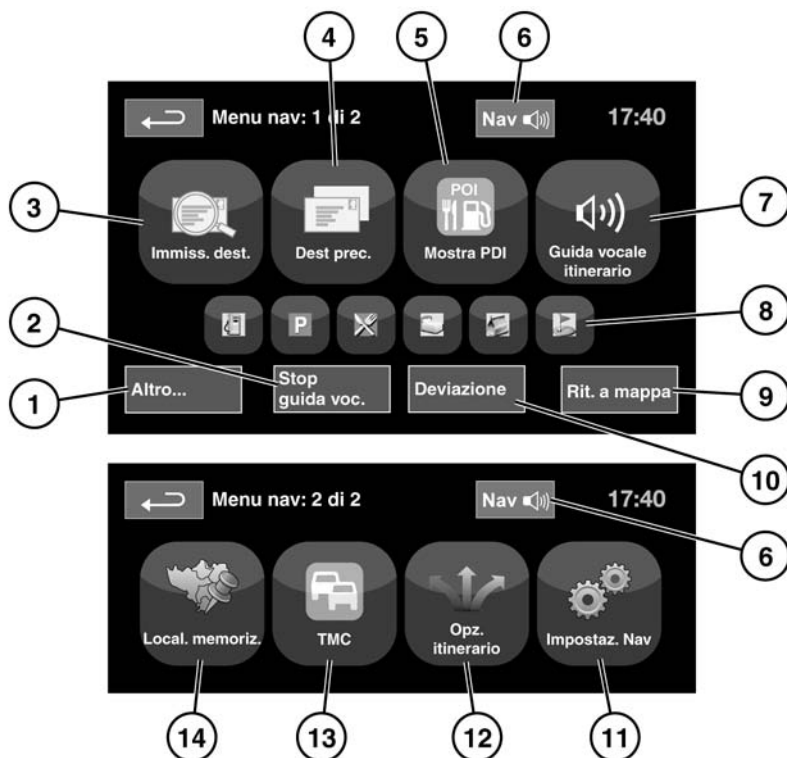 4
5
6
Menu nav: 1 di 2
Nav
17:40
3
7
POI
Immiss. dest.
Dest prec.
Mostra PDI
Guida vocale
itinerario
2
8
P
1
Altro...
Stop
guida voc.
Deviazione
Rit. a mappa
9
10
Menu nav: 2 di 2
Nav
17:40
6
Local. memoriz.
TMC
Opz.
itinerario
Impostaz. Nav
14
13
12
11